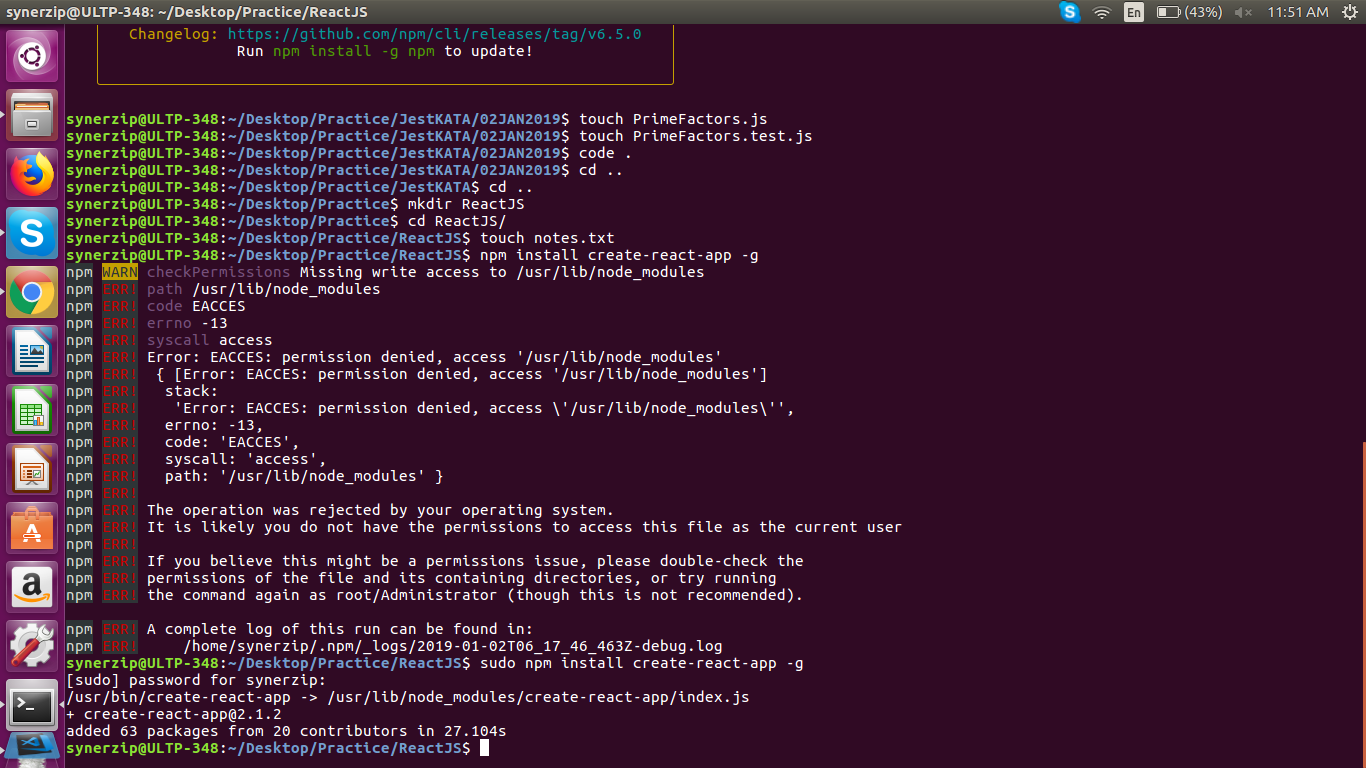 synerzip@ULTP-348: ~/Desktop/Practice/ReactJS
En (43%) 11:51 AM
Changelog: https://github.com/npm/cli/releases/tag/v6.5.0
Run npm install -g npm to update!
synerzip@ULTP-348:~/Desktop/Practice/JestKATA/02JAN2019$ touch PrimeFactors.js
synerzip@ULTP-348:~/Desktop/Practice/JestKATA/02JAN2019$ touch PrimeFactors.test.js
synerzip@ULTP-348:~/Desktop/Practice/JestKATA/02JAN2019$ code .
synerzip@ULTP-348:~/Desktop/Practice/JestKATA/02JAN2019$ cd ..
synerzip@ULTP-348:~/Desktop/Practice/JestKATA$ cd ..
synerzip@ULTP-348:~/Desktop/Practice$ mkdir ReactJS
synerzip@ULTP-348:~/Desktop/Practice$ cd ReactJS/
synerzip@ULTP-348:~/Desktop/Practice/ReactJS$ touch notes.txt
synerzip@ULTP-348:~/Desktop/Practice/ReactJS$ npm install create-react-app -g
npm WARN checkPermissions Missing write access to /usr/lib/node_modules
npm ERR! path /usr/lib/node_modules
npm ERR! code EACCES
npm ERR! errno -13
npm ERR! syscall access
npm ERR! Error: EACCES: permission denied, access '/usr/lib/node_modules'
npm ERR!  { [Error: EACCES: permission denied, access '/usr/lib/node_modules']
npm ERR!   stack:
npm ERR!    'Error: EACCES: permission denied, access \'/usr/lib/node_modules\'',
npm ERR!   errno: -13,
npm ERR!   code: 'EACCES',
npm ERR!   syscall: 'access',
npm ERR!   path: '/usr/lib/node_modules' }
npm ERR!
npm ERR! The operation was rejected by your operating system.
npm ERR! It is likely you do not have the permissions to access this file as the current user
npm ERR!
npm ERR! If you believe this might be a permissions issue, please double-check the
npm ERR! permissions of the file and its containing directories, or try running
npm ERR! the command again as root/Administrator (though this is not recommended).
npm ERR! A complete log of this run can be found in:
npm ERR!     /home/synerzip/.npm/_logs/2019-01-02T06_17_46_463Z-debug.log
synerzip@ULTP-348:~/Desktop/Practice/ReactJS$ sudo npm install create-react-app -g
[sudo] password for synerzip:
/usr/bin/create-react-app -> /usr/lib/node_modules/create-react-app/index.js
+ create-react-app@2.1.2
added 63 packages from 20 contributors in 27.104s
synerzip@ULTP-348:~/Desktop/Practice/ReactJS$